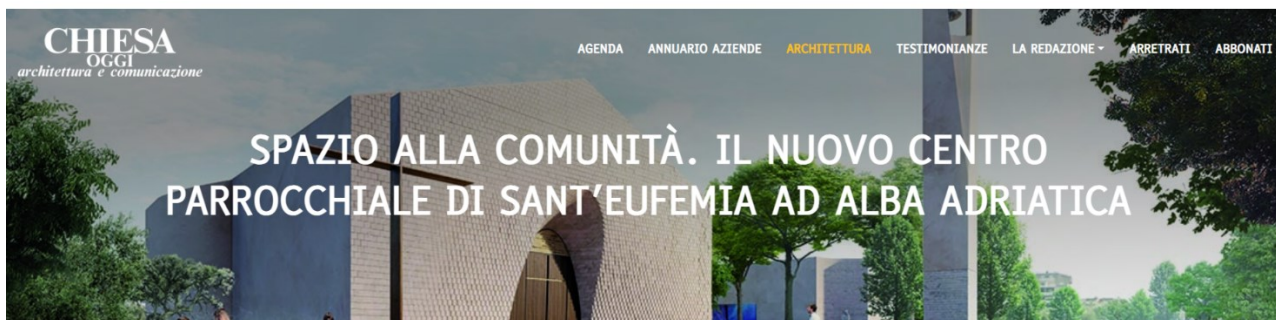 CHIESA
OGGI
architettura e comunicazione
AGENDA ANNUARIO AZIENDE ARCHITETTURA TESTIMONIANZE LA REDAZIONE ARRETRATI ABBONATI
SPAZIO ALLA COMUNITÀ. IL NUOVO CENTRO
PARROCCHIALE DI SANT'EUFEMIA AD ALBA ADRIATICA